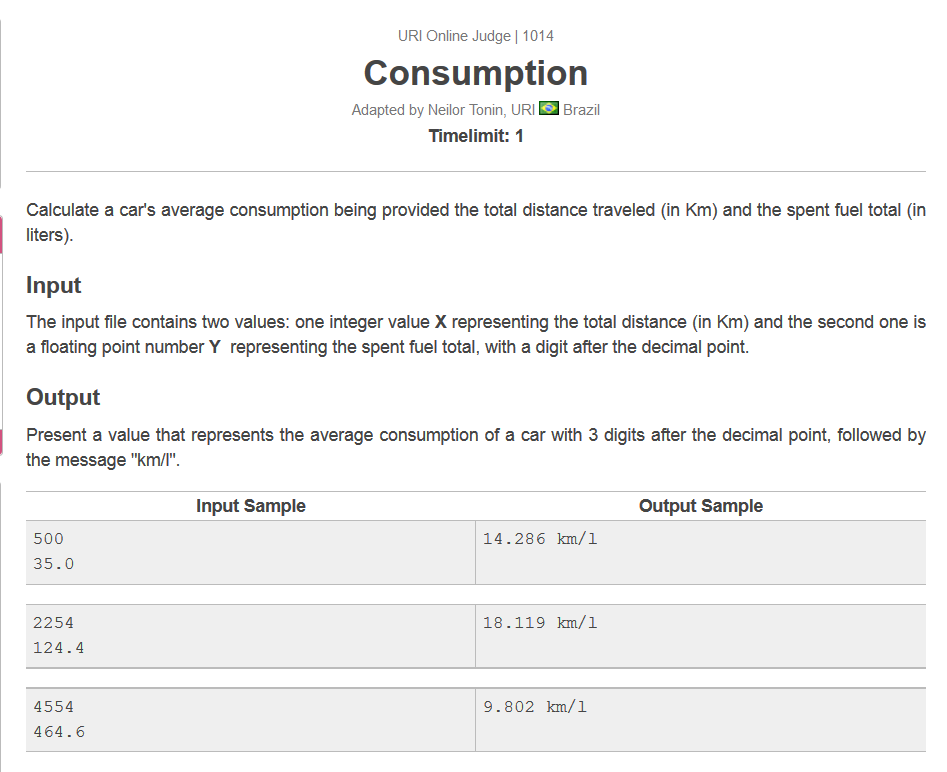 URI Online Judge | 1014
Consumption
Adapted by Neilor Tonin, URI Brazil
Timelimit: 1
Calculate a car's average consumption being provided the total distance traveled (in Km) and the spent fuel total (in
liters).
Input
The input file contains two values: one integer value X representing the total distance (in Km) and the second one is
a floating point number Y representing the spent fuel total, with a digit after the decimal point.
Output
Present a value that represents the average consumption of a car with 3 digits after the decimal point, followed by
the message "km/l".
Input Sample Output Sample
500 14.286 km/l
35.0
2254 18.119 km/l
124.4
4554 9.802 km/l
464.6